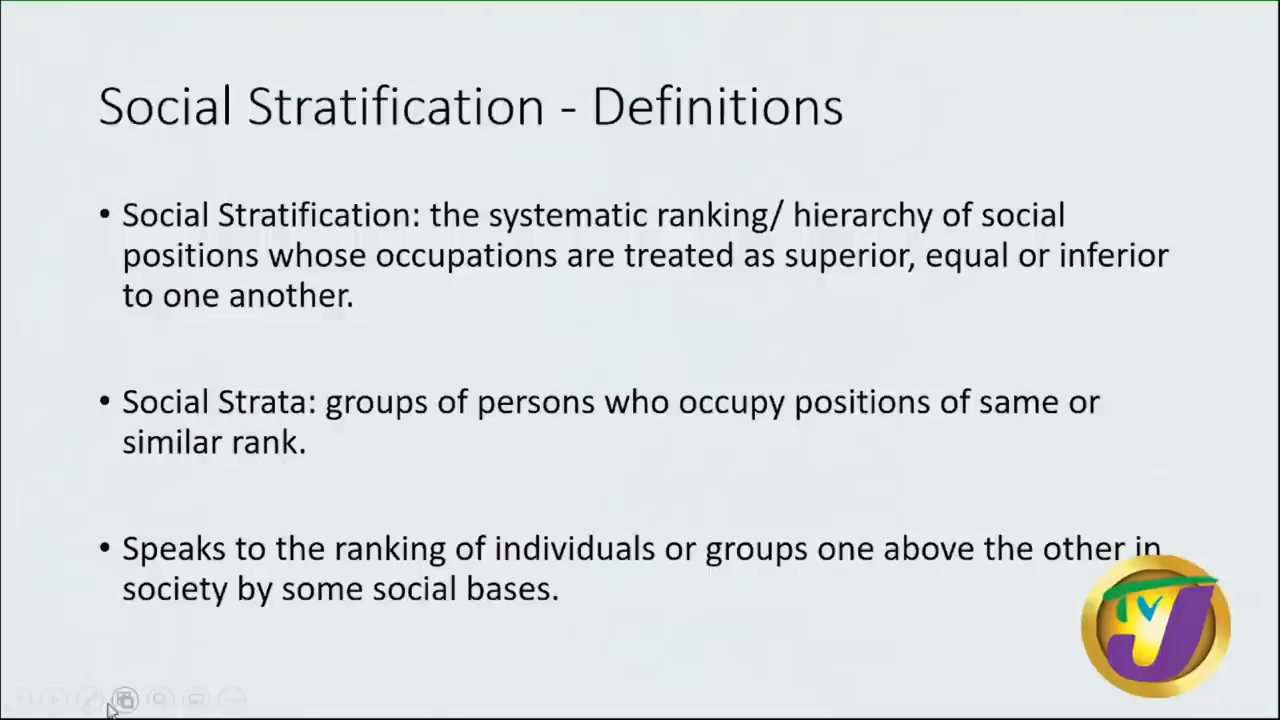 Social Stratification - Definitions
• Social Stratification: the systematic ranking/ hierarchy of social
positions whose occupations are treated as superior, equal or inferior
to one another.
• Social Strata: groups of persons who occupy positions of same or
similar rank.
• Speaks to the ranking of individuals or groups one above the other in
society by some social bases.
TVJ